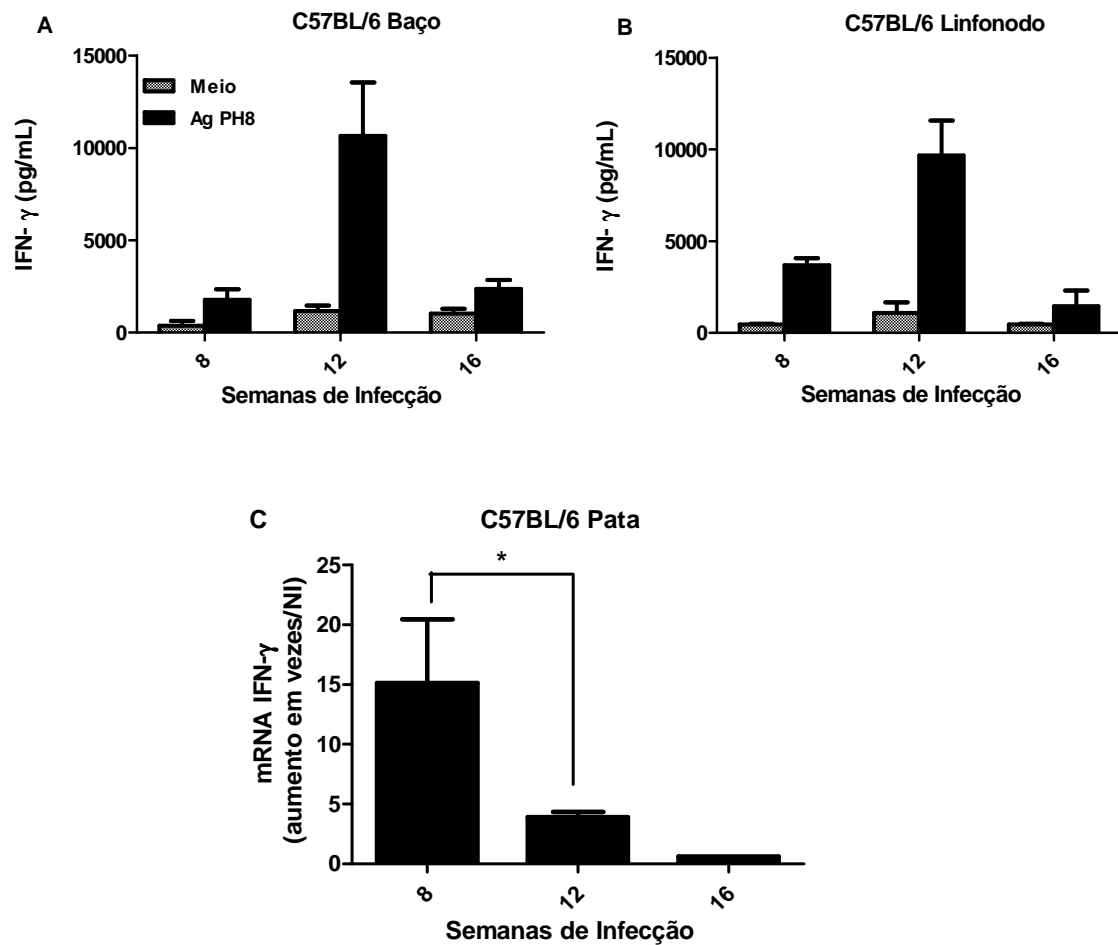 A
C57BL/6 Baço
15000
10000
5000
0
IFN- γ (pg/mL)
Meio
Ag PH8
8
12
16
Semanas de Infecção
B
C57BL/6 Linfonodo
15000
10000
5000
0
IFN- γ (pg/mL)
8
12
16
Semanas de Infecção
C
C57BL/6 Pata
25
20
15
10
5
0
mRNA IFN-γ
(aumento em vezes/NI)
*
8
12
16
Semanas de Infecção